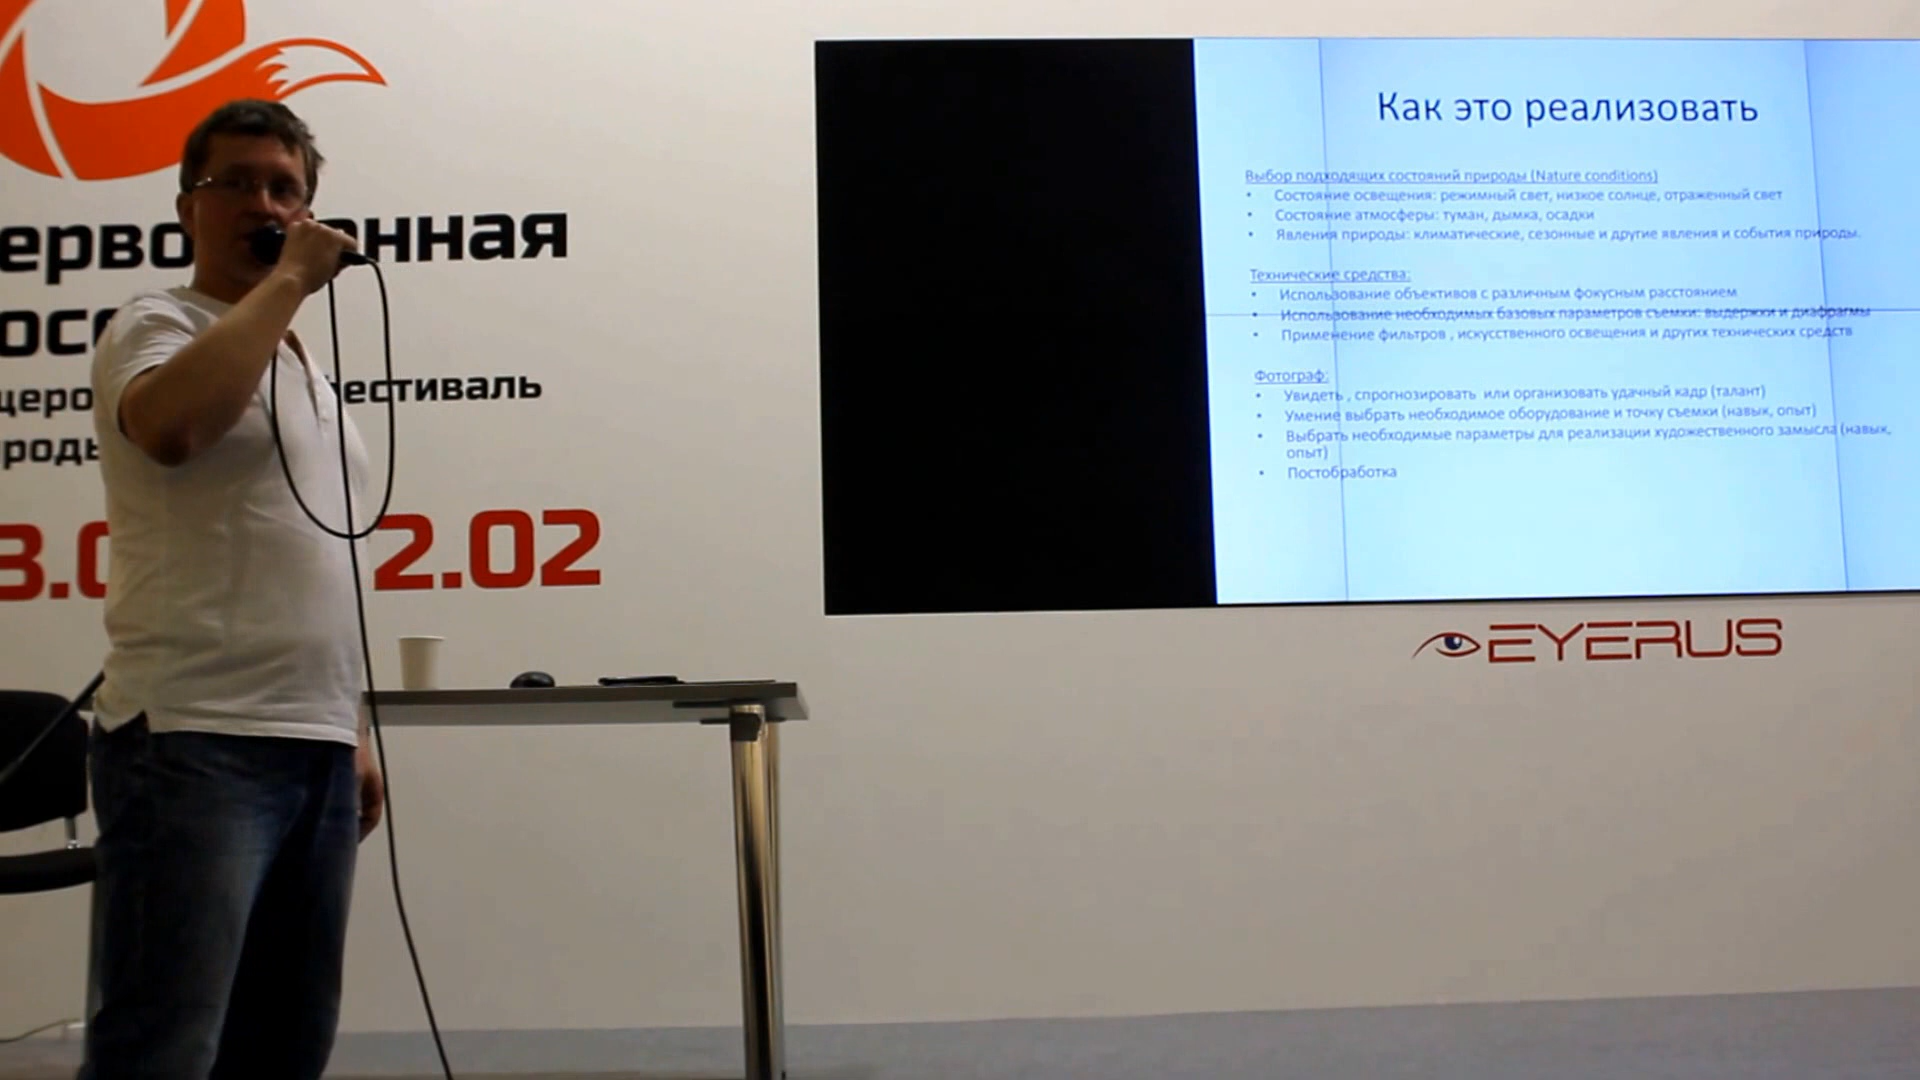 ерво нная
осс
щеро естиваль
роды
3.0 2.02
Как это реализовать
Выбор подходящих состояний природы (Nature conditions)
• Состояние освещения: режимный свет, низкое солнце, отраженный свет
• Состояние атмосферы: туман, дымка, осадки
• Явления природы: климатические, сезонные и другие явления и события природы.
Технические средства:
• Использование объективов с различным фокусным расстоянием
• Использование необходимых базовых параметров съемки: выдержки и диафрагмы
• Применение фильтров , искусственного освещения и других технических средств
Фотограф:
• Увидеть , спрогнозировать или организовать удачный кадр (талант)
• Умение выбрать необходимое оборудование и точку съемки (навык, опыт)
• Выбрать необходимые параметры для реализации художественного замысла (навык,
опыт)
• Постобработка
EYERUS